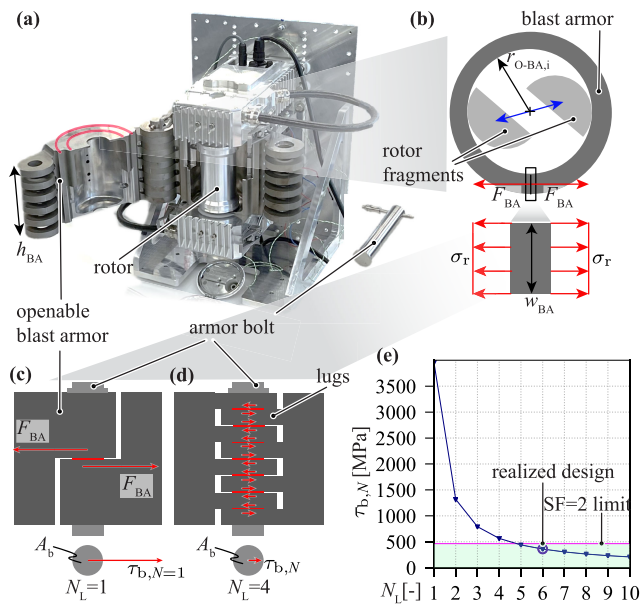 (a)
h_BA
rotor
openable
blast armor
armor bolt
(b)
blast armor
r_O-BA,i
rotor
fragments
F_BA F_BA
σ_r σ_r
w_BA
(c)
F_BA
F_BA
A_b
τ_b,N=1
N_L=1
(d)
lugs
A_b
τ_b,N
N_L=4
(e)
τ_b,N [MPa]
3500
3000
2500
2000
1500
1000
500
0
realized design
SF=2 limit
N_L[-] 1 2 3 4 5 6 7 8 9 10